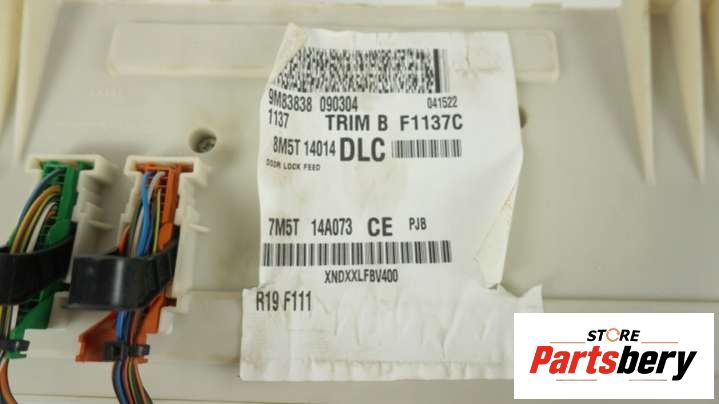 9M83838 090304 041522
1137 TRIM B F1137C
8M5T 14014 DLC
DOOR LOCK FEED
7M5T 14A073 CE PJB
XNDXXLFBV400
R19 F111
STORE
Partsbery